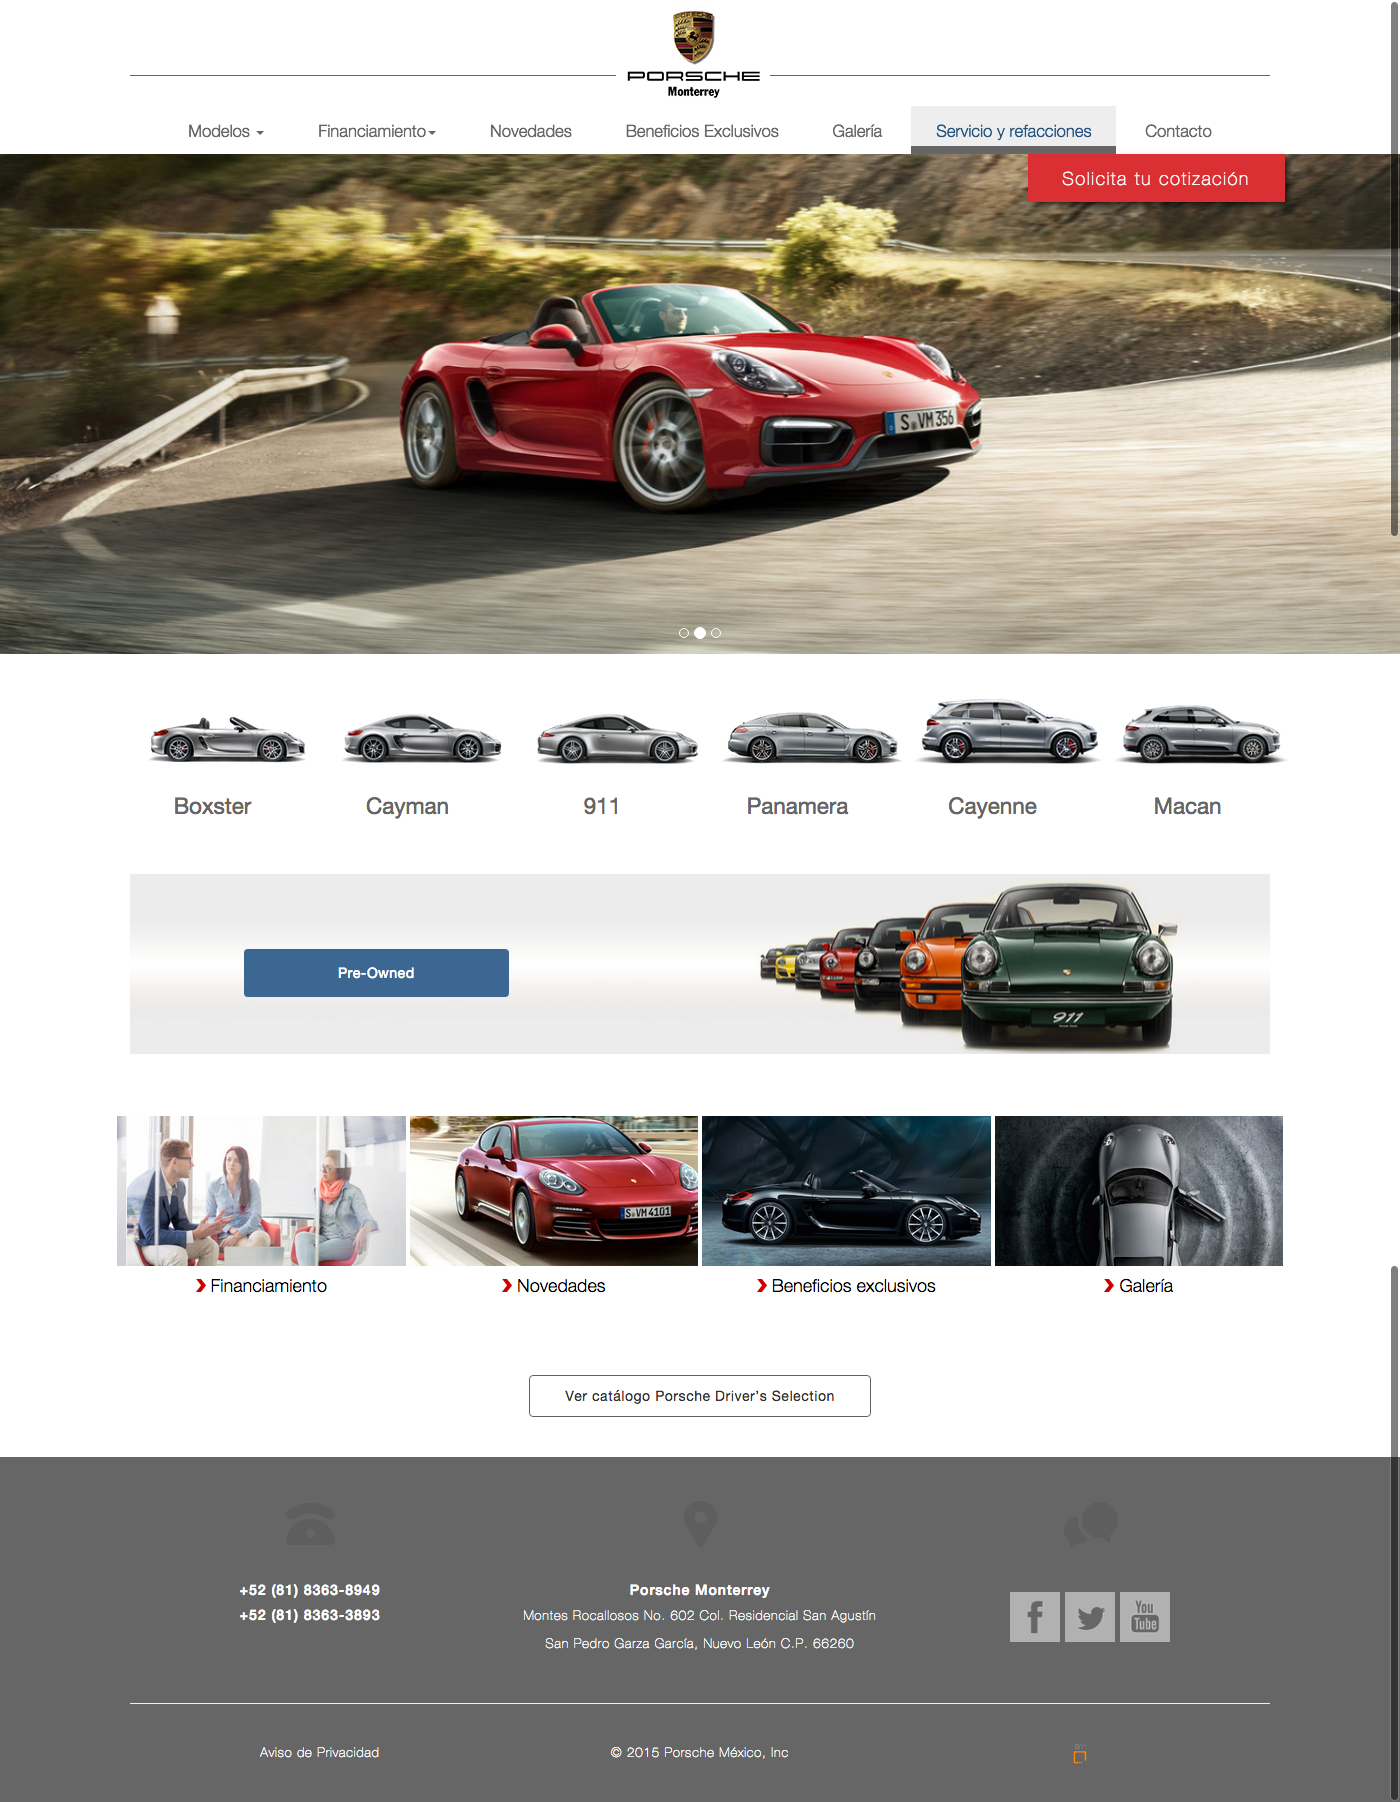 PORSCHE
Monterrey
Modelos
Financiamiento
Novedades
Beneficios Exclusivos
Galería
Servicio y refacciones
Contacto
Solicita tu cotización
S VM 356
Boxster
Cayman
911
Panamera
Cayenne
Macan
Pre-Owned
911
S VM 4101
Financiamiento
Novedades
Beneficios exclusivos
Galería
Ver catálogo Porsche Driver's Selection
+52 (81) 8363-8949
+52 (81) 8363-3893
Porsche Monterrey
Montes Rocallosos No. 602 Col. Residencial San Agustín
San Pedro Garza García, Nuevo León C.P. 66260
You
Tube
Aviso de Privacidad
© 2015 Porsche México, Inc